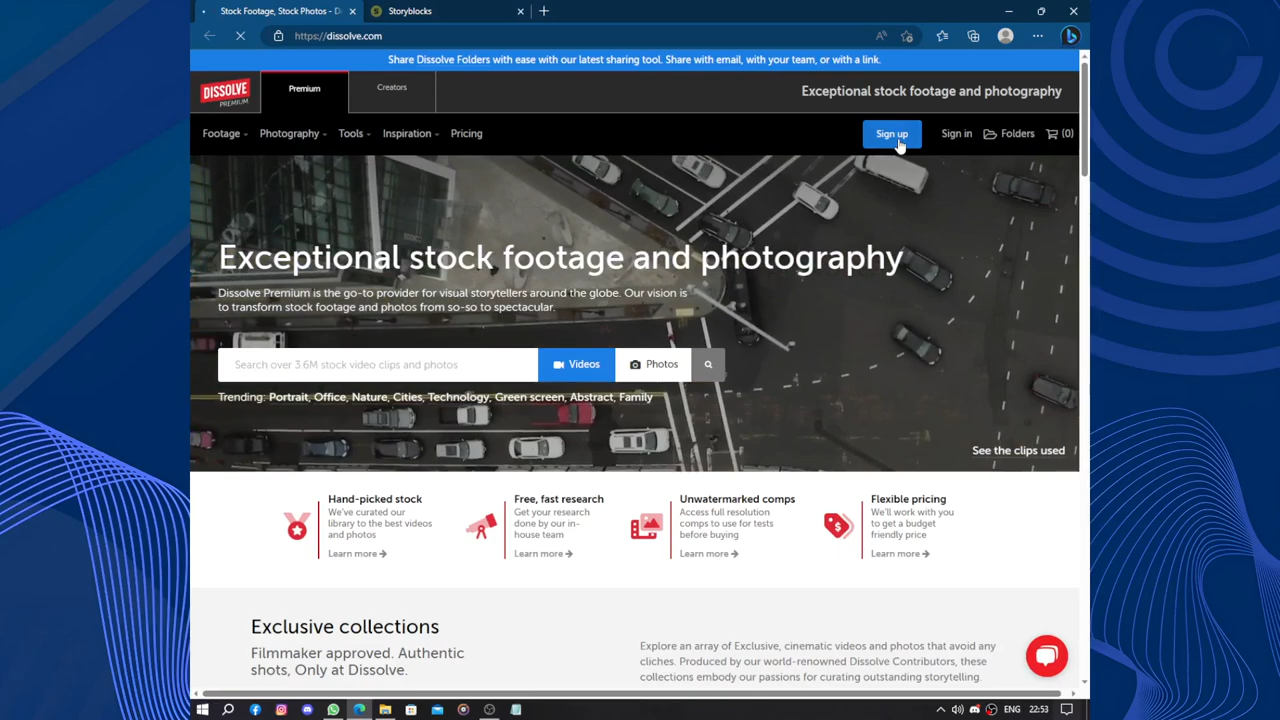 Stock Footage, Stock Photos - D
Storyblocks
https://dissolve.com
Share Dissolve Folders with ease with our latest sharing tool. Share with email, with your team, or with a link.
DISSOLVE
PREMIUM
Premium
Creators
Exceptional stock footage and photography
Footage
Photography
Tools
Inspiration
Pricing
Sign up
Sign in
Folders
(0)
Exceptional stock footage and photography
Dissolve Premium is the go-to provider for visual storytellers around the globe. Our vision is
to transform stock footage and photos from so-so to spectacular.
Search over 3.6M stock video clips and photos
Videos
Photos
Trending: Portrait, Office, Nature, Cities, Technology, Green screen, Abstract, Family
See the clips used
Hand-picked stock
We've curated our
library to the best videos
and photos
Learn more
Free, fast research
Get your research
done by our in-
house team
Learn more
Unwatermarked comps
Access full resolution
comps to use for tests
before buying
Learn more
Flexible pricing
We'll work with you
to get a budget
friendly price
Learn more
Exclusive collections
Filmmaker approved. Authentic
shots, Only at Dissolve.
Explore an array of Exclusive, cinematic videos and photos that avoid any
cliches. Produced by our world-renowned Dissolve Contributors, these
collections embody our passions for curating outstanding storytelling.
ENG
22:53